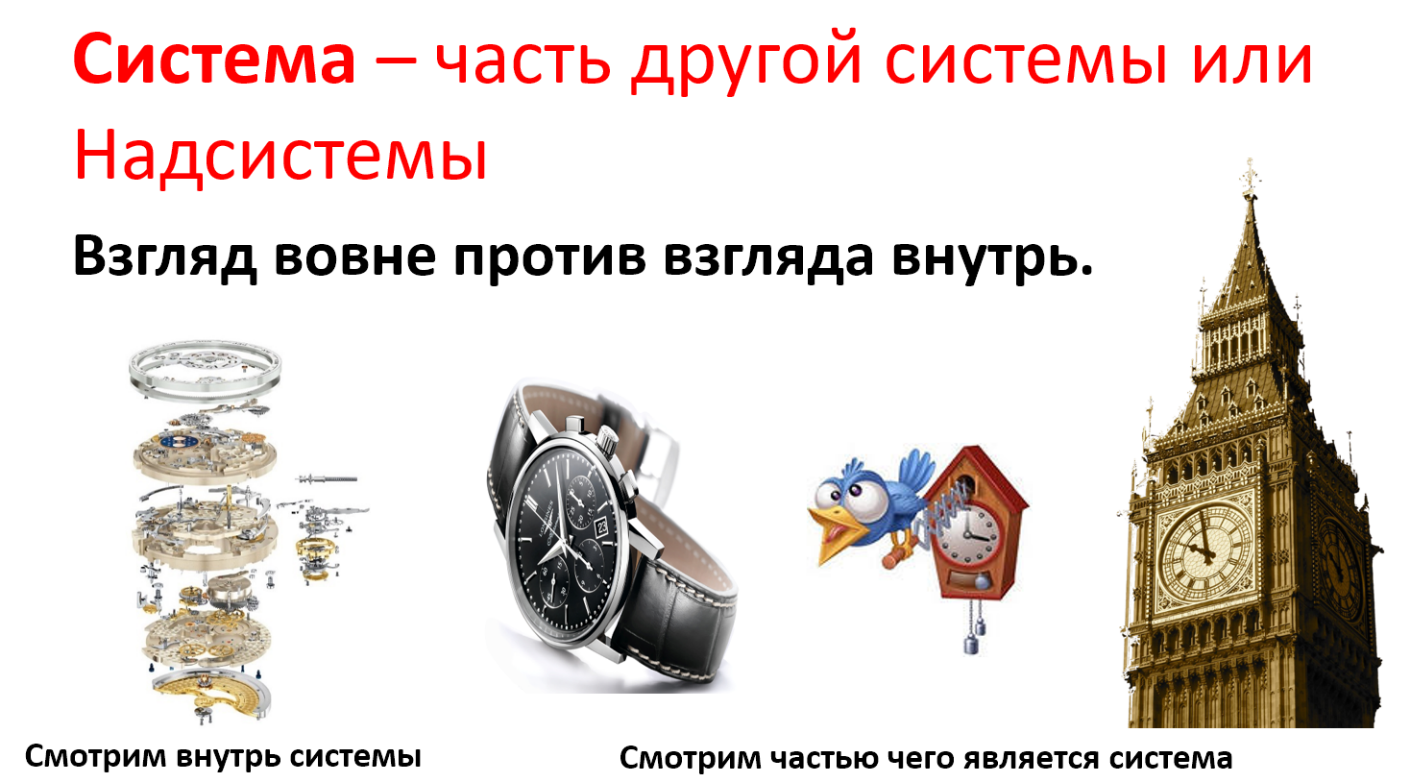 Система – часть другой системы или
Надсистемы
Взгляд вовне против взгляда внутрь.
Смотрим внутрь системы
Смотрим частью чего является система